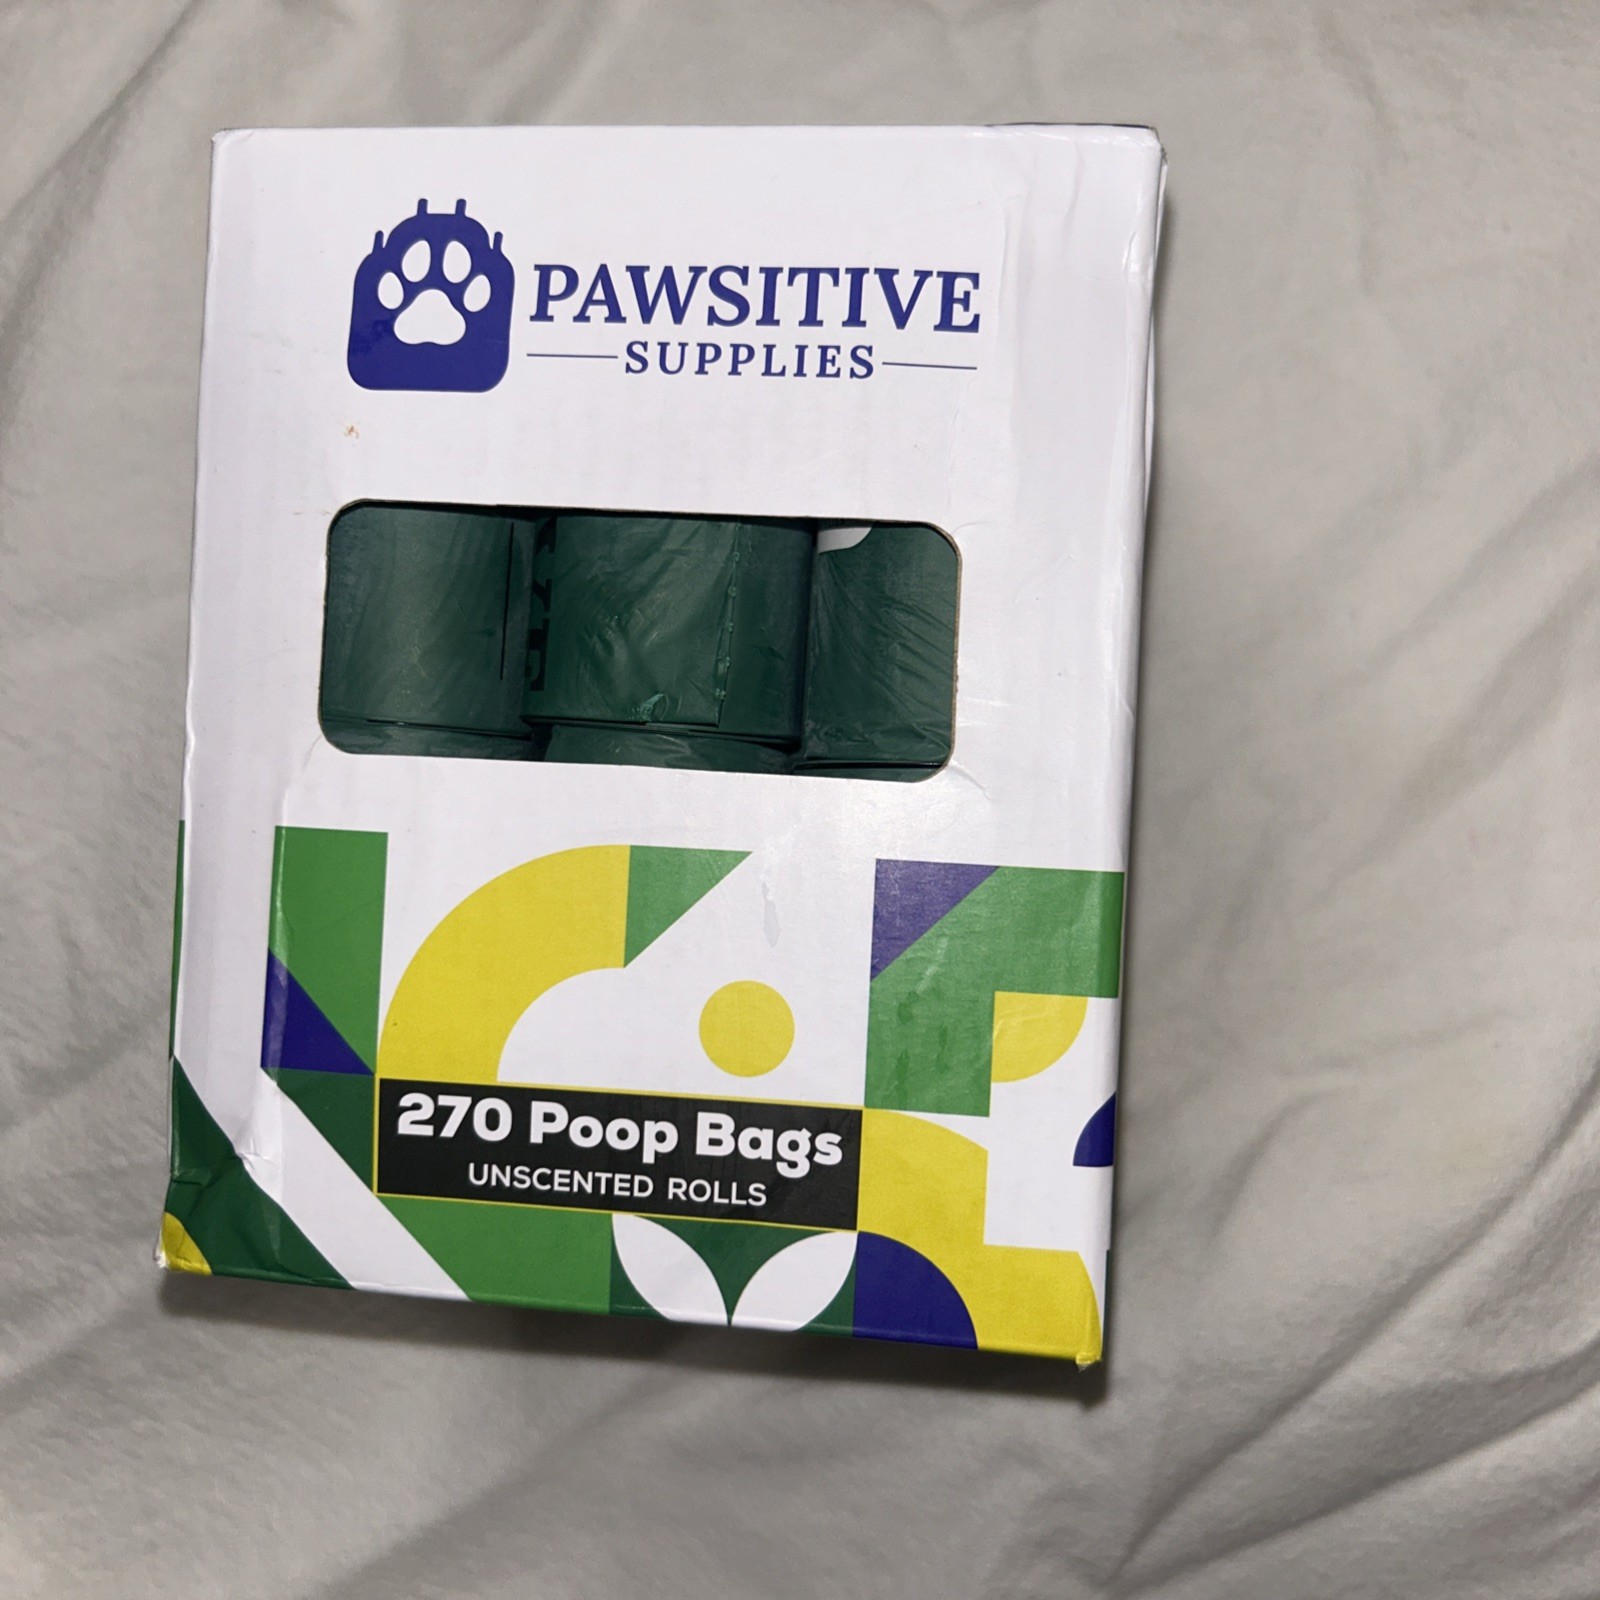 PAWSITIVE
SUPPLIES
270 Poop Bags
UNSCENTED ROLLS